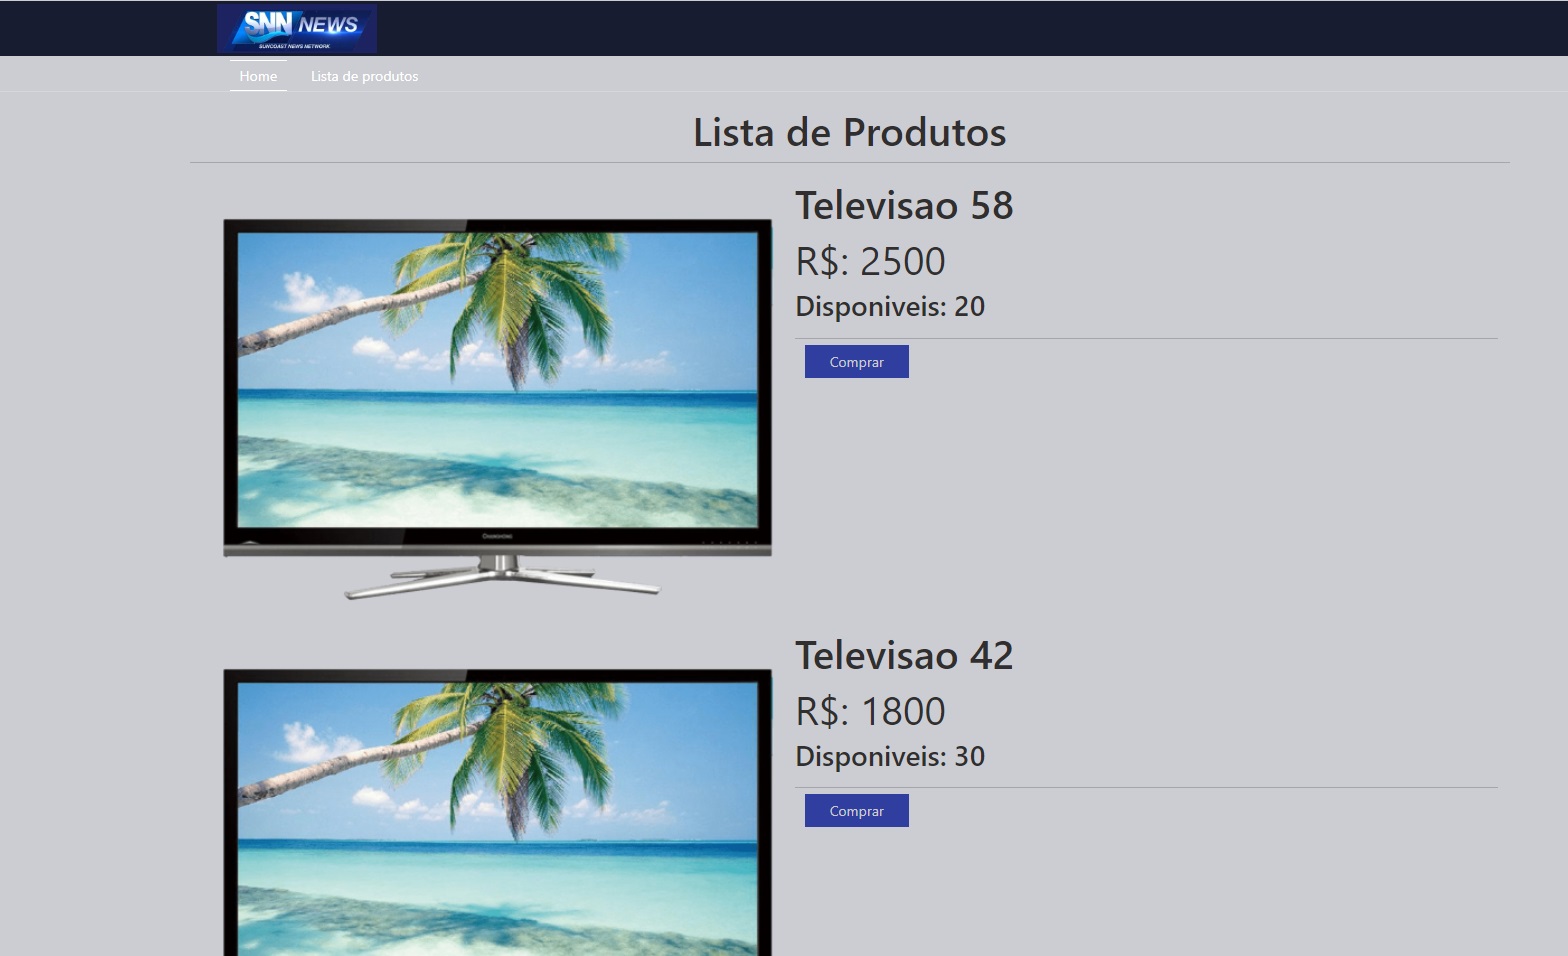 SNN NEWS
SUNCOAST NEWS NETWORK
Home
Lista de produtos
Lista de Produtos
Televisao 58
R$: 2500
Disponiveis: 20
Comprar
CHANGHONG
Televisao 42
R$: 1800
Disponiveis: 30
Comprar